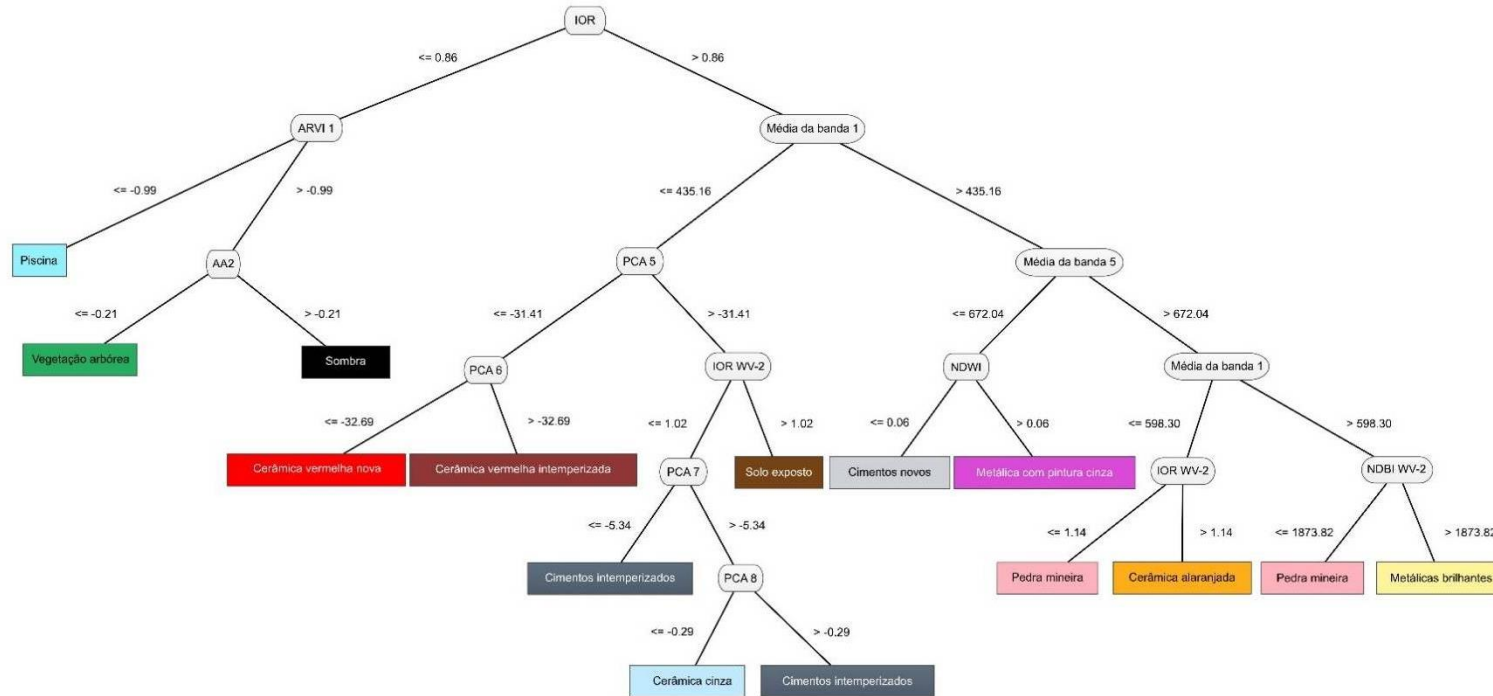 IOR
<= 0.86
> 0.86
ARVI 1
Média da banda 1
<= -0.99
> -0.99
<= 435.16
> 435.16
Piscina
AA2
PCA 5
Média da banda 5
<= -0.21
> -0.21
<= -31.41
> -31.41
<= 672.04
> 672.04
Vegetação arbórea
Sombra
PCA 6
IOR WV-2
NDWI
Média da banda 1
<= -32.69
> -32.69
<= 1.02
> 1.02
<= 0.06
> 0.06
<= 598.30
> 598.30
Cerâmica vermelha nova
Cerâmica vermelha intemperizada
PCA 7
Solo exposto
Cimentos novos
Metálica com pintura cinza
IOR WV-2
NDBI WV-2
<= -5.34
> -5.34
<= 1.14
> 1.14
<= 1873.82
> 1873.82
Cimentos intemperizados
PCA 8
Pedra mineira
Cerâmica alaranjada
Pedra mineira
Metálicas brilhantes
<= -0.29
> -0.29
Cerâmica cinza
Cimentos intemperizados